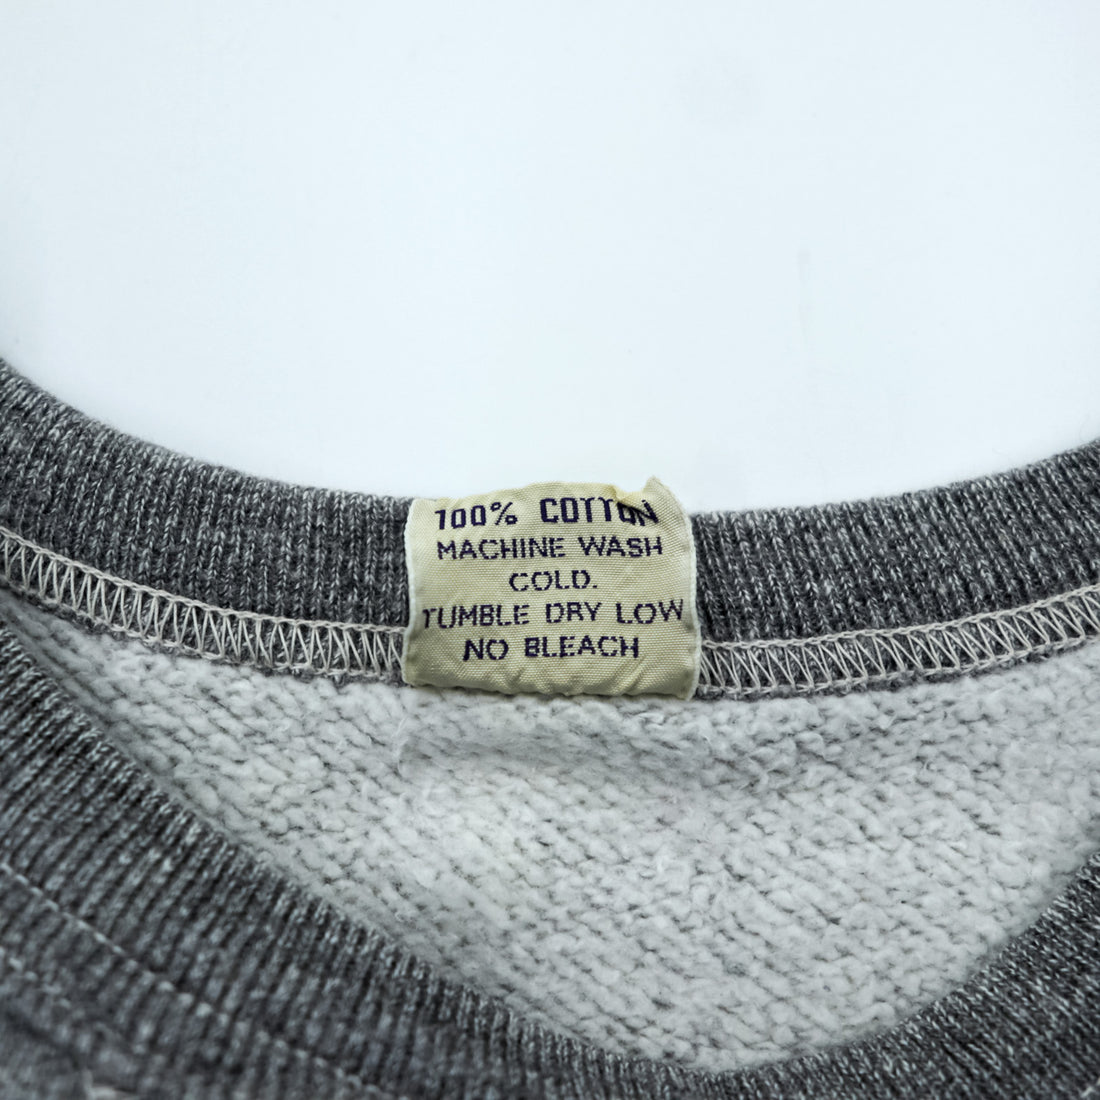 100% COTTON
MACHINE WASH
COLD.
TUMBLE DRY LOW
NO BLEACH